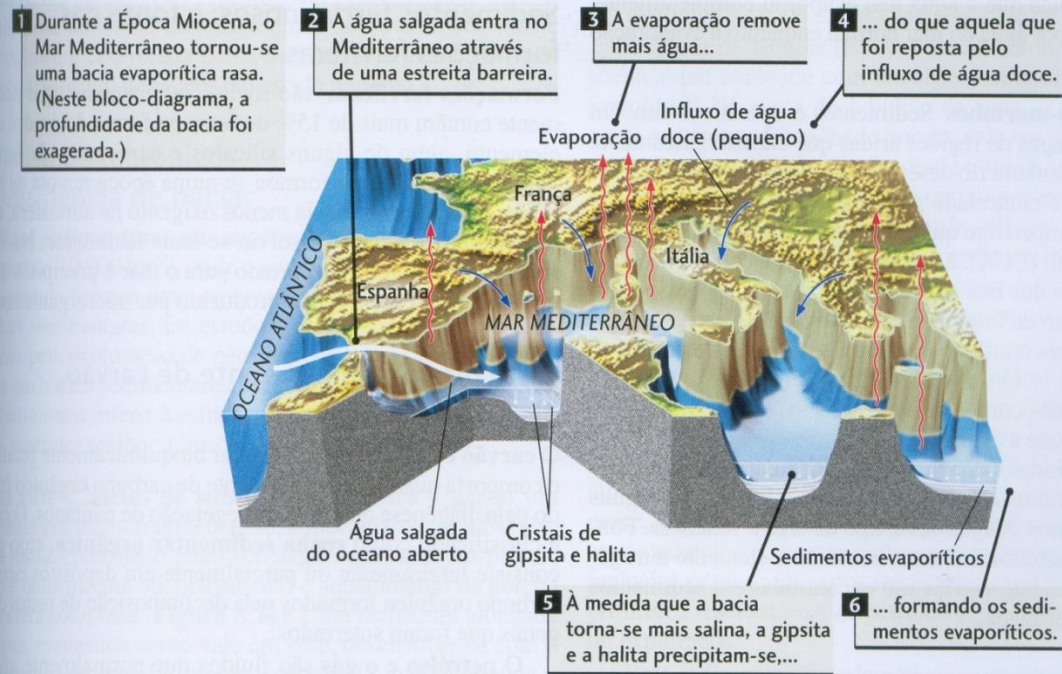 1 Durante a Época Miocena, o
Mar Mediterrâneo tornou-se
uma bacia evaporítica rasa.
(Neste bloco-diagrama, a
profundidade da bacia foi
exagerada.)
2 A água salgada entra no
Mediterrâneo através
de uma estreita barreira.
3 A evaporação remove
mais água...
4 ... do que aquela que
foi reposta pelo
influxo de água doce.
Evaporação
Influxo de água
doce (pequeno)
França
Itália
Espanha
MAR MEDITERRÂNEO
OCEANO ATLÂNTICO
Água salgada
do oceano aberto
Cristais de
gipsita e halita
Sedimentos evaporíticos
5 À medida que a bacia
torna-se mais salina, a gipsita
e a halita precipitam-se,...
6 ... formando os sedi-
mentos evaporíticos.